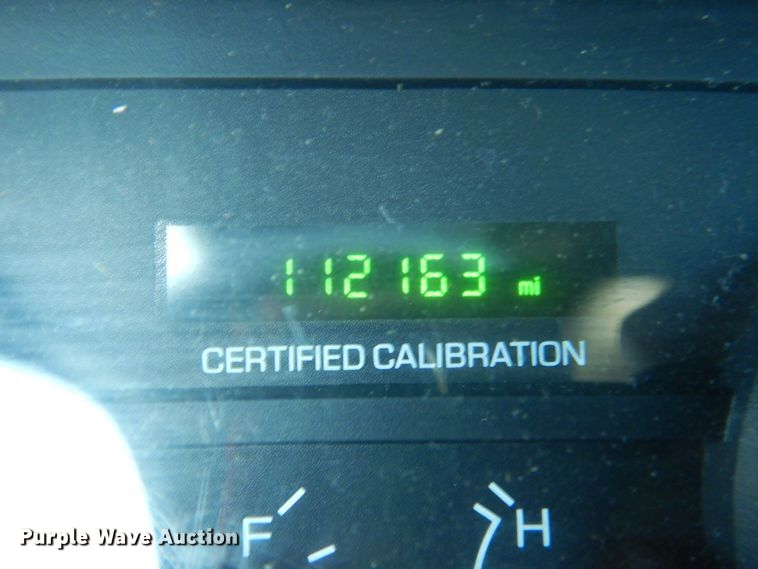 112163 mi
CERTIFIED CALIBRATION
F H
Purple Wave Auction